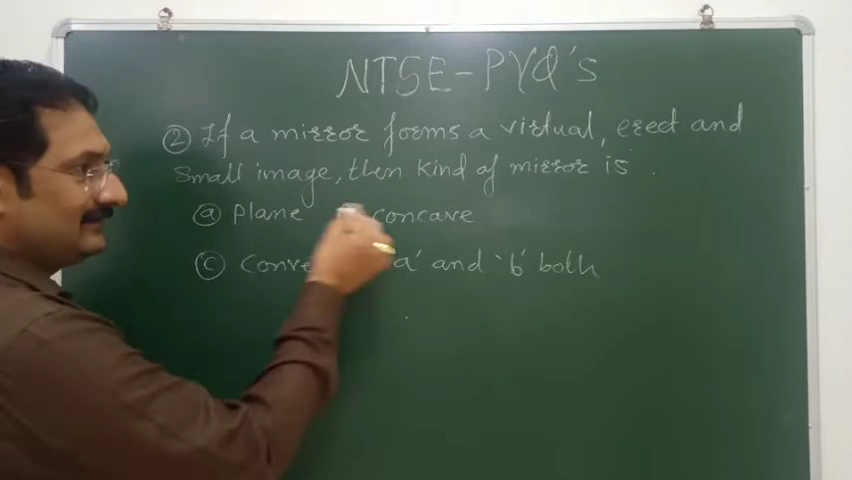 NTSE-PYQ's
② If a mirror forms a virtual, erect and
small image, then kind of mirror is .
ⓐ Plane concave
ⓒ a' and 'b' both